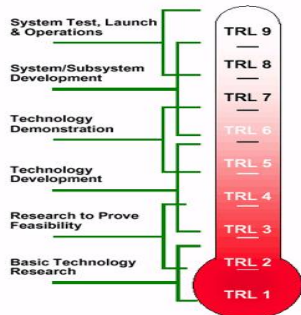 System Test, Launch
& Operations
System/Subsystem
Development
Technology
Demonstration
Technology
Development
Research to Prove
Feasibility
Basic Technology
Research
TRL 9
TRL 8
TRL 7
TRL 6
TRL 5
TRL 4
TRL 3
TRL 2
TRL 1